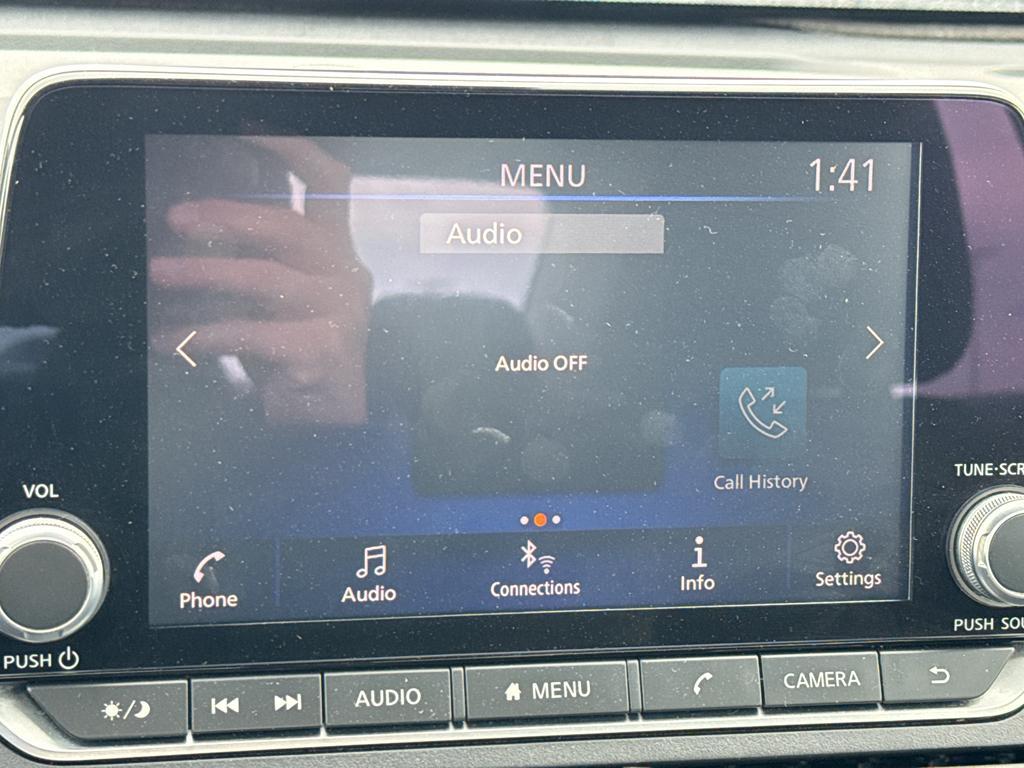 MENU
1:41
Audio
Audio OFF
Call History
VOL
PUSH
TUNE·SCR
PUSH SOU
Phone
Audio
Connections
Info
Settings
AUDIO
MENU
CAMERA